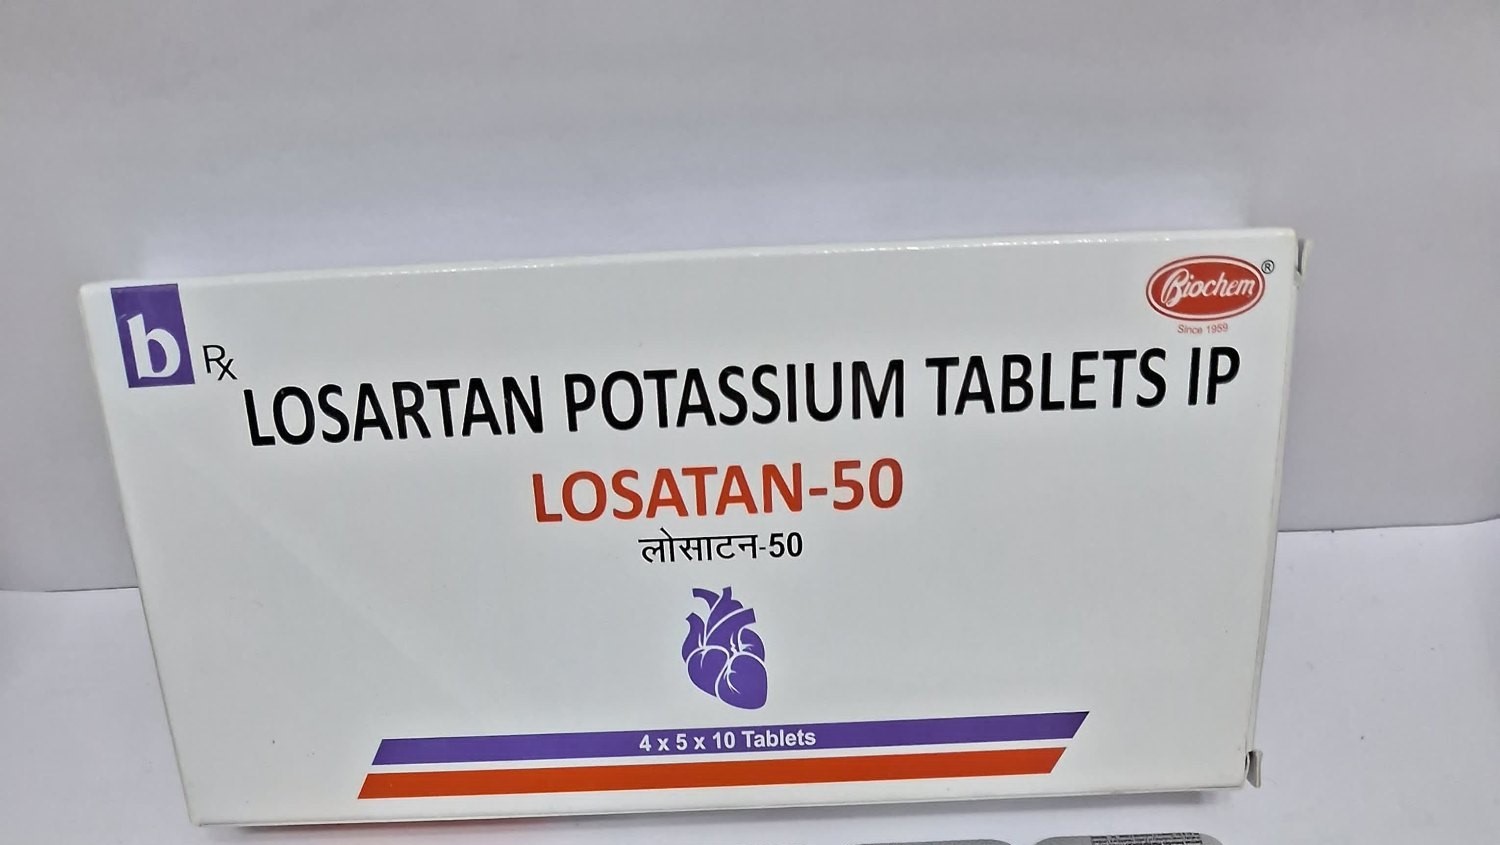 b
Rx
Biochem®
Since 1959
LOSARTAN POTASSIUM TABLETS IP
LOSATAN-50
लोसाटन-50
4 x 5 x 10 Tablets